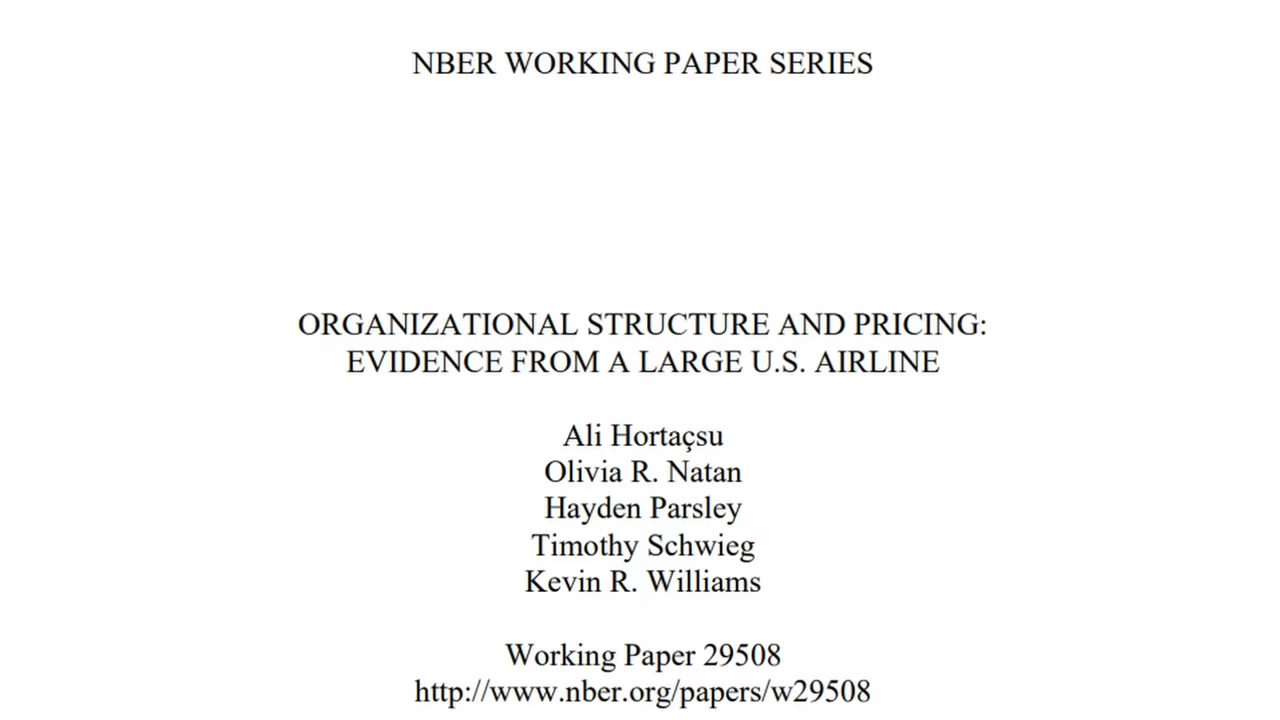 NBER WORKING PAPER SERIES
ORGANIZATIONAL STRUCTURE AND PRICING:
EVIDENCE FROM A LARGE U.S. AIRLINE
Ali Hortaçsu
Olivia R. Natan
Hayden Parsley
Timothy Schwieg
Kevin R. Williams
Working Paper 29508
http://www.nber.org/papers/w29508